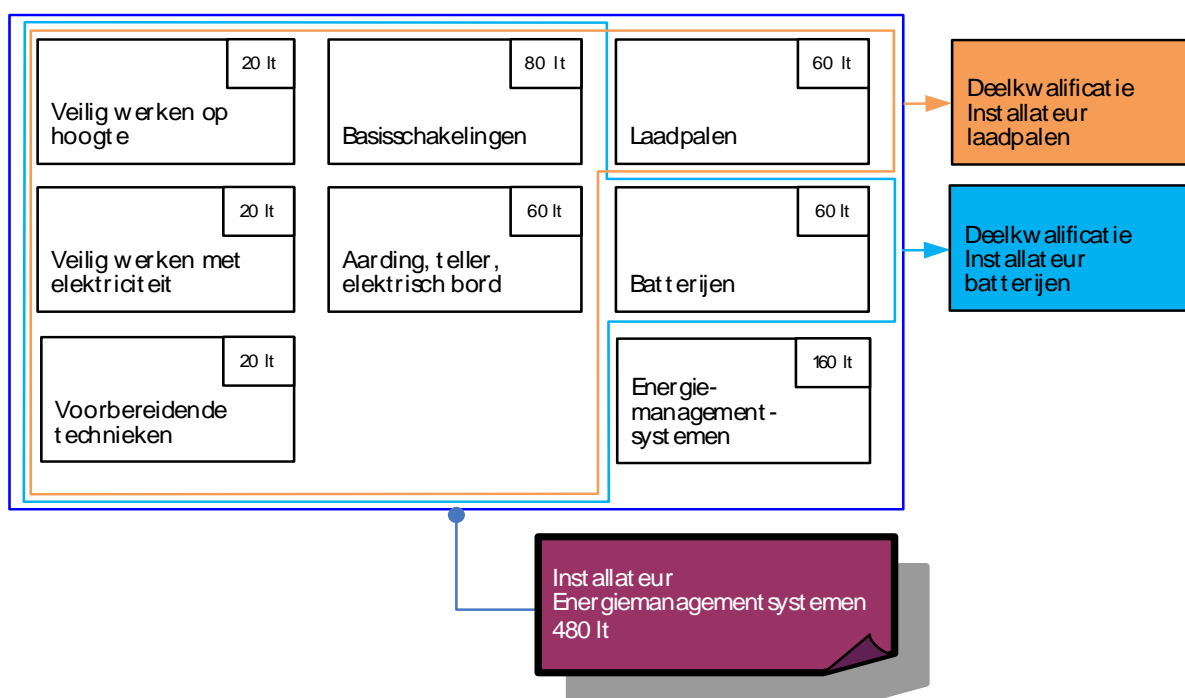 20 lt
Veilig werken op
hoogte
80 lt
Basisschakelingen
60 lt
Laadpalen
Deelkwalificatie
Installateur
laadpalen
20 lt
Veilig werken met
elektriciteit
60 lt
Aarding, teller,
elektrisch bord
60 lt
Batterijen
Deelkwalificatie
Installateur
batterijen
20 lt
Voorbereidende
technieken
160 lt
Energie-
management-
systemen
Installateur
Energiemanagementsystemen
480 lt